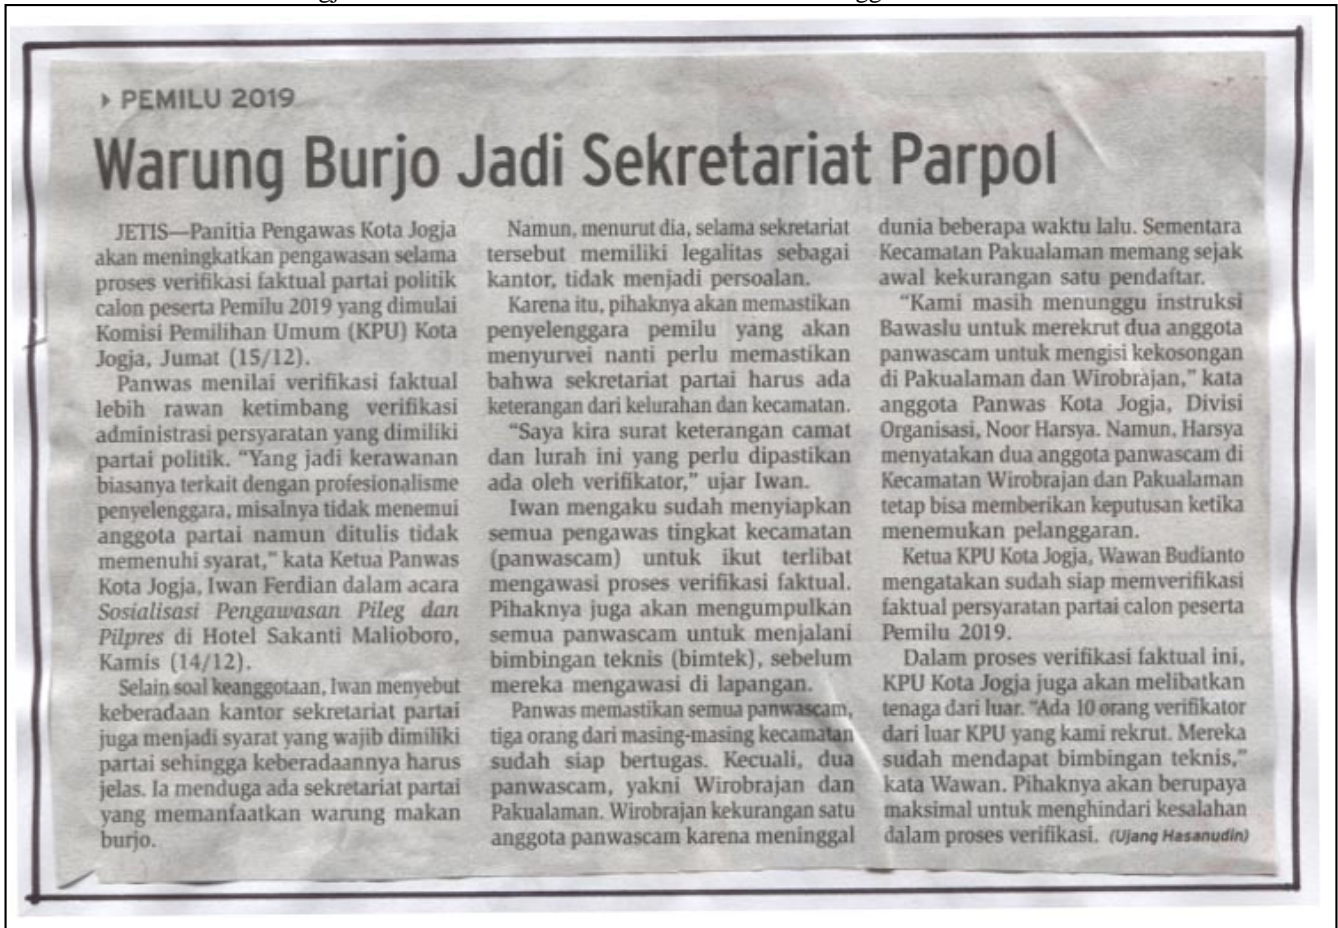 PEMILU 2019
Warung Burjo Jadi Sekretariat Parpol
JETIS—Panitia Pengawas Kota Jogja
akan meningkatkan pengawasan selama
proses verifikasi faktual partai politik
calon peserta Pemilu 2019 yang dimulai
Komisi Pemilihan Umum (KPU) Kota
Jogja, Jumat (15/12).
Panwas menilai verifikasi faktual
lebih rawan ketimbang verifikasi
administrasi persyaratan yang dimiliki
partai politik. “Yang jadi kerawanan
biasanya terkait dengan profesionalisme
penyelenggara, misalnya tidak menemui
anggota partai namun ditulis tidak
memenuhi syarat,” kata Ketua Panwas
Kota Jogja, Iwan Ferdian dalam acara
Sosialisasi Pengawasan Pileg dan
Pilpres di Hotel Sakanti Malioboro,
Kamis (14/12).
Selain soal keanggotaan, Iwan menyebut
keberadaan kantor sekretariat partai
juga menjadi syarat yang wajib dimiliki
partai sehingga keberadaannya harus
jelas. Ia menduga ada sekretariat partai
yang memanfaatkan warung makan
burjo.
Namun, menurut dia, selama sekretariat
tersebut memiliki legalitas sebagai
kantor, tidak menjadi persoalan.
Karena itu, pihaknya akan memastikan
penyelenggara pemilu yang akan
menyurvei nanti perlu memastikan
bahwa sekretariat partai harus ada
keterangan dari kelurahan dan kecamatan.
“Saya kira surat keterangan camat
dan lurah ini yang perlu dipastikan
ada oleh verifikator,” ujar Iwan.
Iwan mengaku sudah menyiapkan
semua pengawas tingkat kecamatan
(panwascam) untuk ikut terlibat
mengawasi proses verifikasi faktual.
Pihaknya juga akan mengumpulkan
semua panwascam untuk menjalani
bimbingan teknis (bimtek), sebelum
mereka mengawasi di lapangan.
Panwas memastikan semua panwascam,
tiga orang dari masing-masing kecamatan
sudah siap bertugas. Kecuali, dua
panwascam, yakni Wirobrajan dan
Pakualaman. Wirobrajan kekurangan satu
anggota panwascam karena meninggal
dunia beberapa waktu lalu. Sementara
Kecamatan Pakualaman memang sejak
awal kekurangan satu pendaftar.
“Kami masih menunggu instruksi
Bawaslu untuk merekrut dua anggota
panwascam untuk mengisi kekosongan
di Pakualaman dan Wirobrajan,” kata
anggota Panwas Kota Jogja, Divisi
Organisasi, Noor Harsya. Namun, Harsya
menyatakan dua anggota panwascam di
Kecamatan Wirobrajan dan Pakualaman
tetap bisa memberikan keputusan ketika
menemukan pelanggaran.
Ketua KPU Kota Jogja, Wawan Budianto
mengatakan sudah siap memverifikasi
faktual persyaratan partai calon peserta
Pemilu 2019.
Dalam proses verifikasi faktual ini,
KPU Kota Jogja juga akan melibatkan
tenaga dari luar. “Ada 10 orang verifikator
dari luar KPU yang kami rekrut. Mereka
sudah mendapat bimbingan teknis,”
kata Wawan. Pihaknya akan berupaya
maksimal untuk menghindari kesalahan
dalam proses verifikasi. (Ujang Hasanudin)